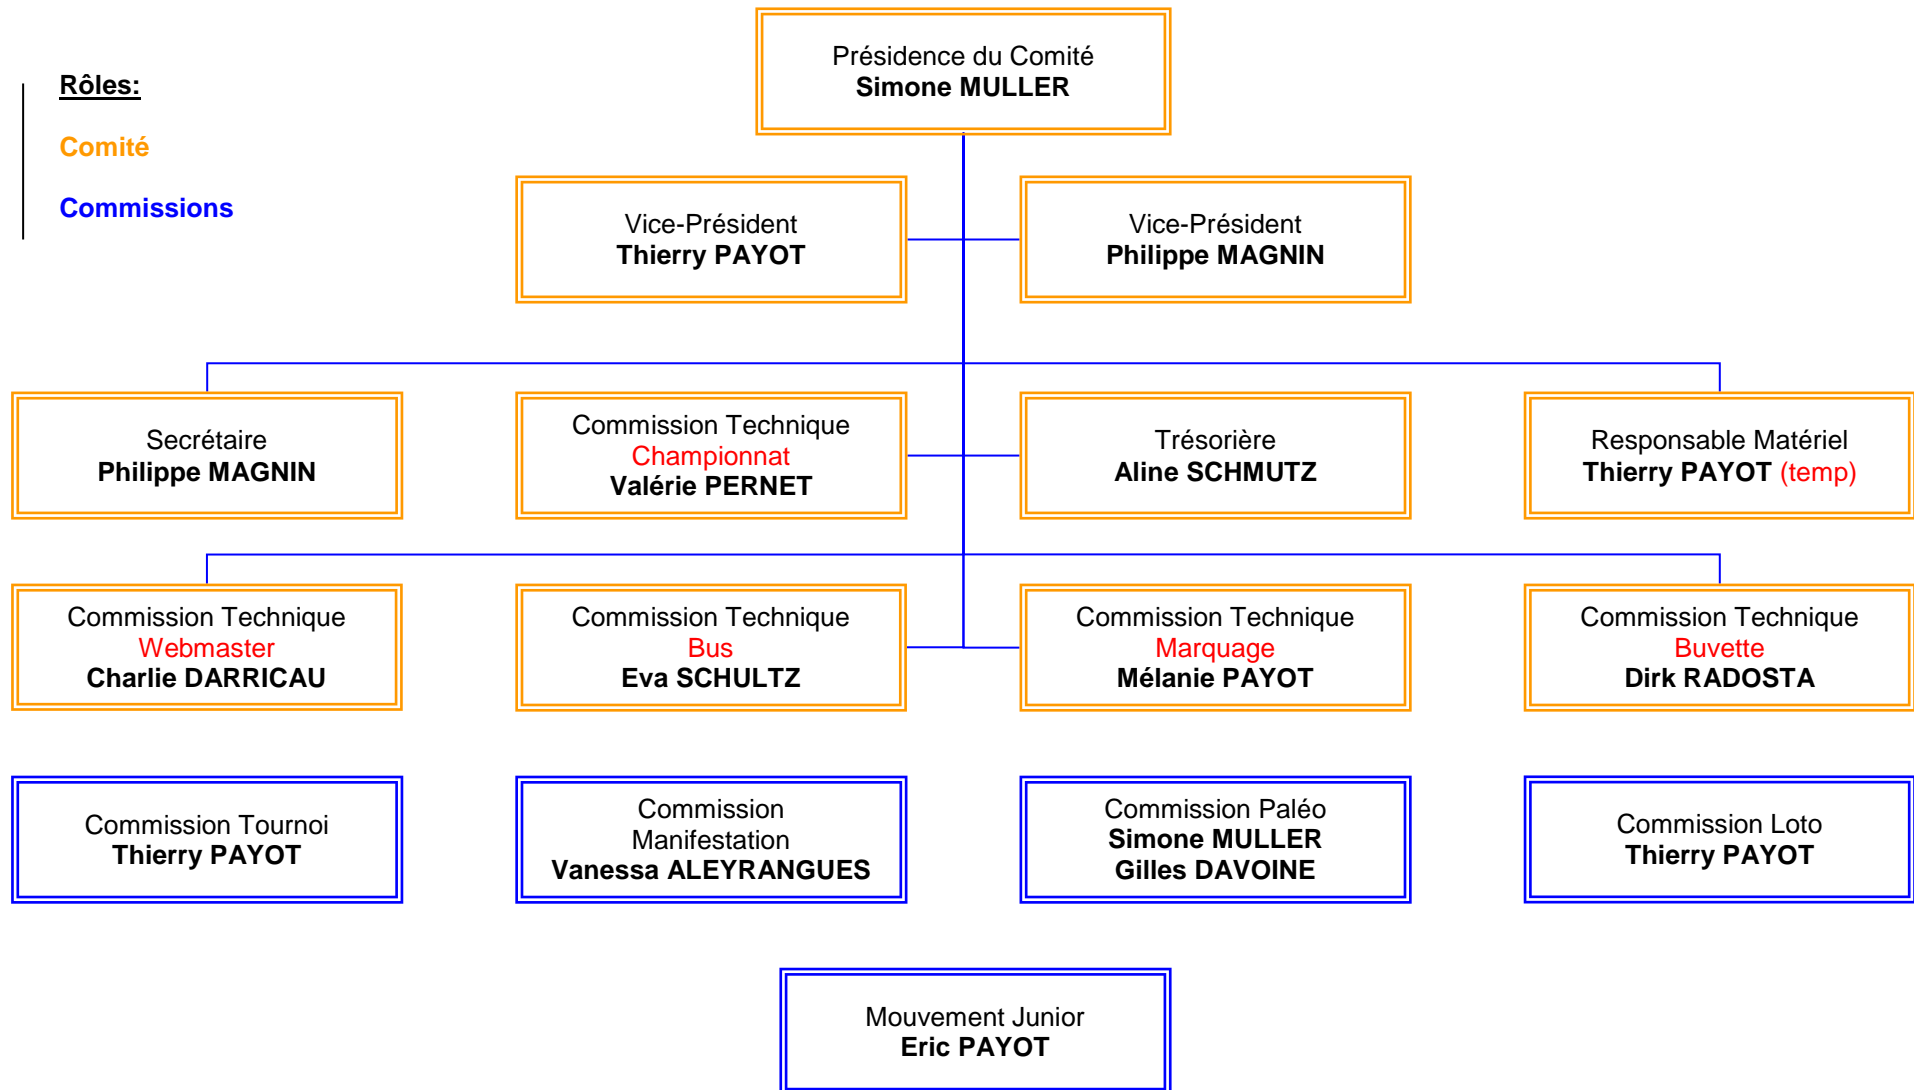 Présidence du Comité
Simone MULLER
Rôles:
Comité
Commissions
Vice-Président
Thierry PAYOT
Vice-Président
Philippe MAGNIN
Secrétaire
Philippe MAGNIN
Commission Technique
Championnat
Valérie PERNET
Trésorière
Aline SCHMUTZ
Responsable Matériel
Thierry PAYOT (temp)
Commission Technique
Webmaster
Charlie DARRICAU
Commission Technique
Bus
Eva SCHULTZ
Commission Technique
Marquage
Mélanie PAYOT
Commission Technique
Buvette
Dirk RADOSTA
Commission Tournoi
Thierry PAYOT
Commission
Manifestation
Vanessa ALEYRANGUES
Commission Paléo
Simone MULLER
Gilles DAVOINE
Commission Loto
Thierry PAYOT
Mouvement Junior
Eric PAYOT